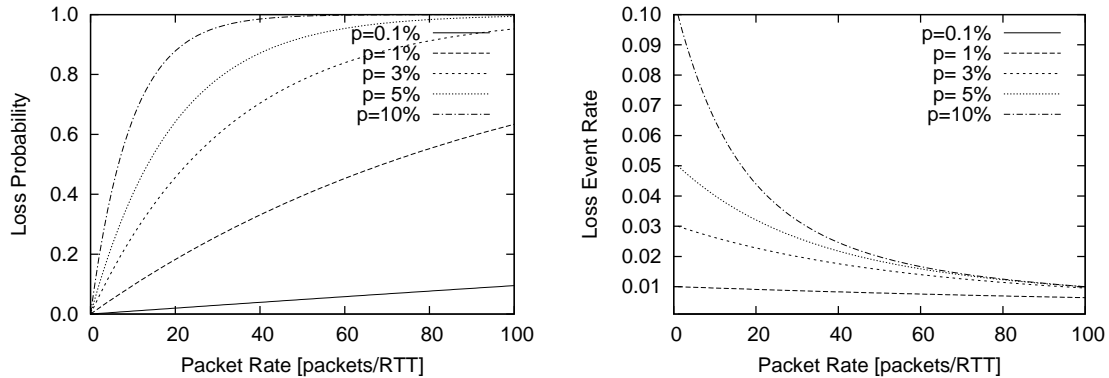 Loss Probability
1.0
0.8
0.6
0.4
0.2
0.0
0 20 40 60 80 100
Packet Rate [packets/RTT]
p=0.1%
p= 1%
p= 3%
p= 5%
p=10%
Loss Event Rate
0.10
0.09
0.08
0.07
0.06
0.05
0.04
0.03
0.02
0.01
0 20 40 60 80 100
Packet Rate [packets/RTT]
p=0.1%
p= 1%
p= 3%
p= 5%
p=10%